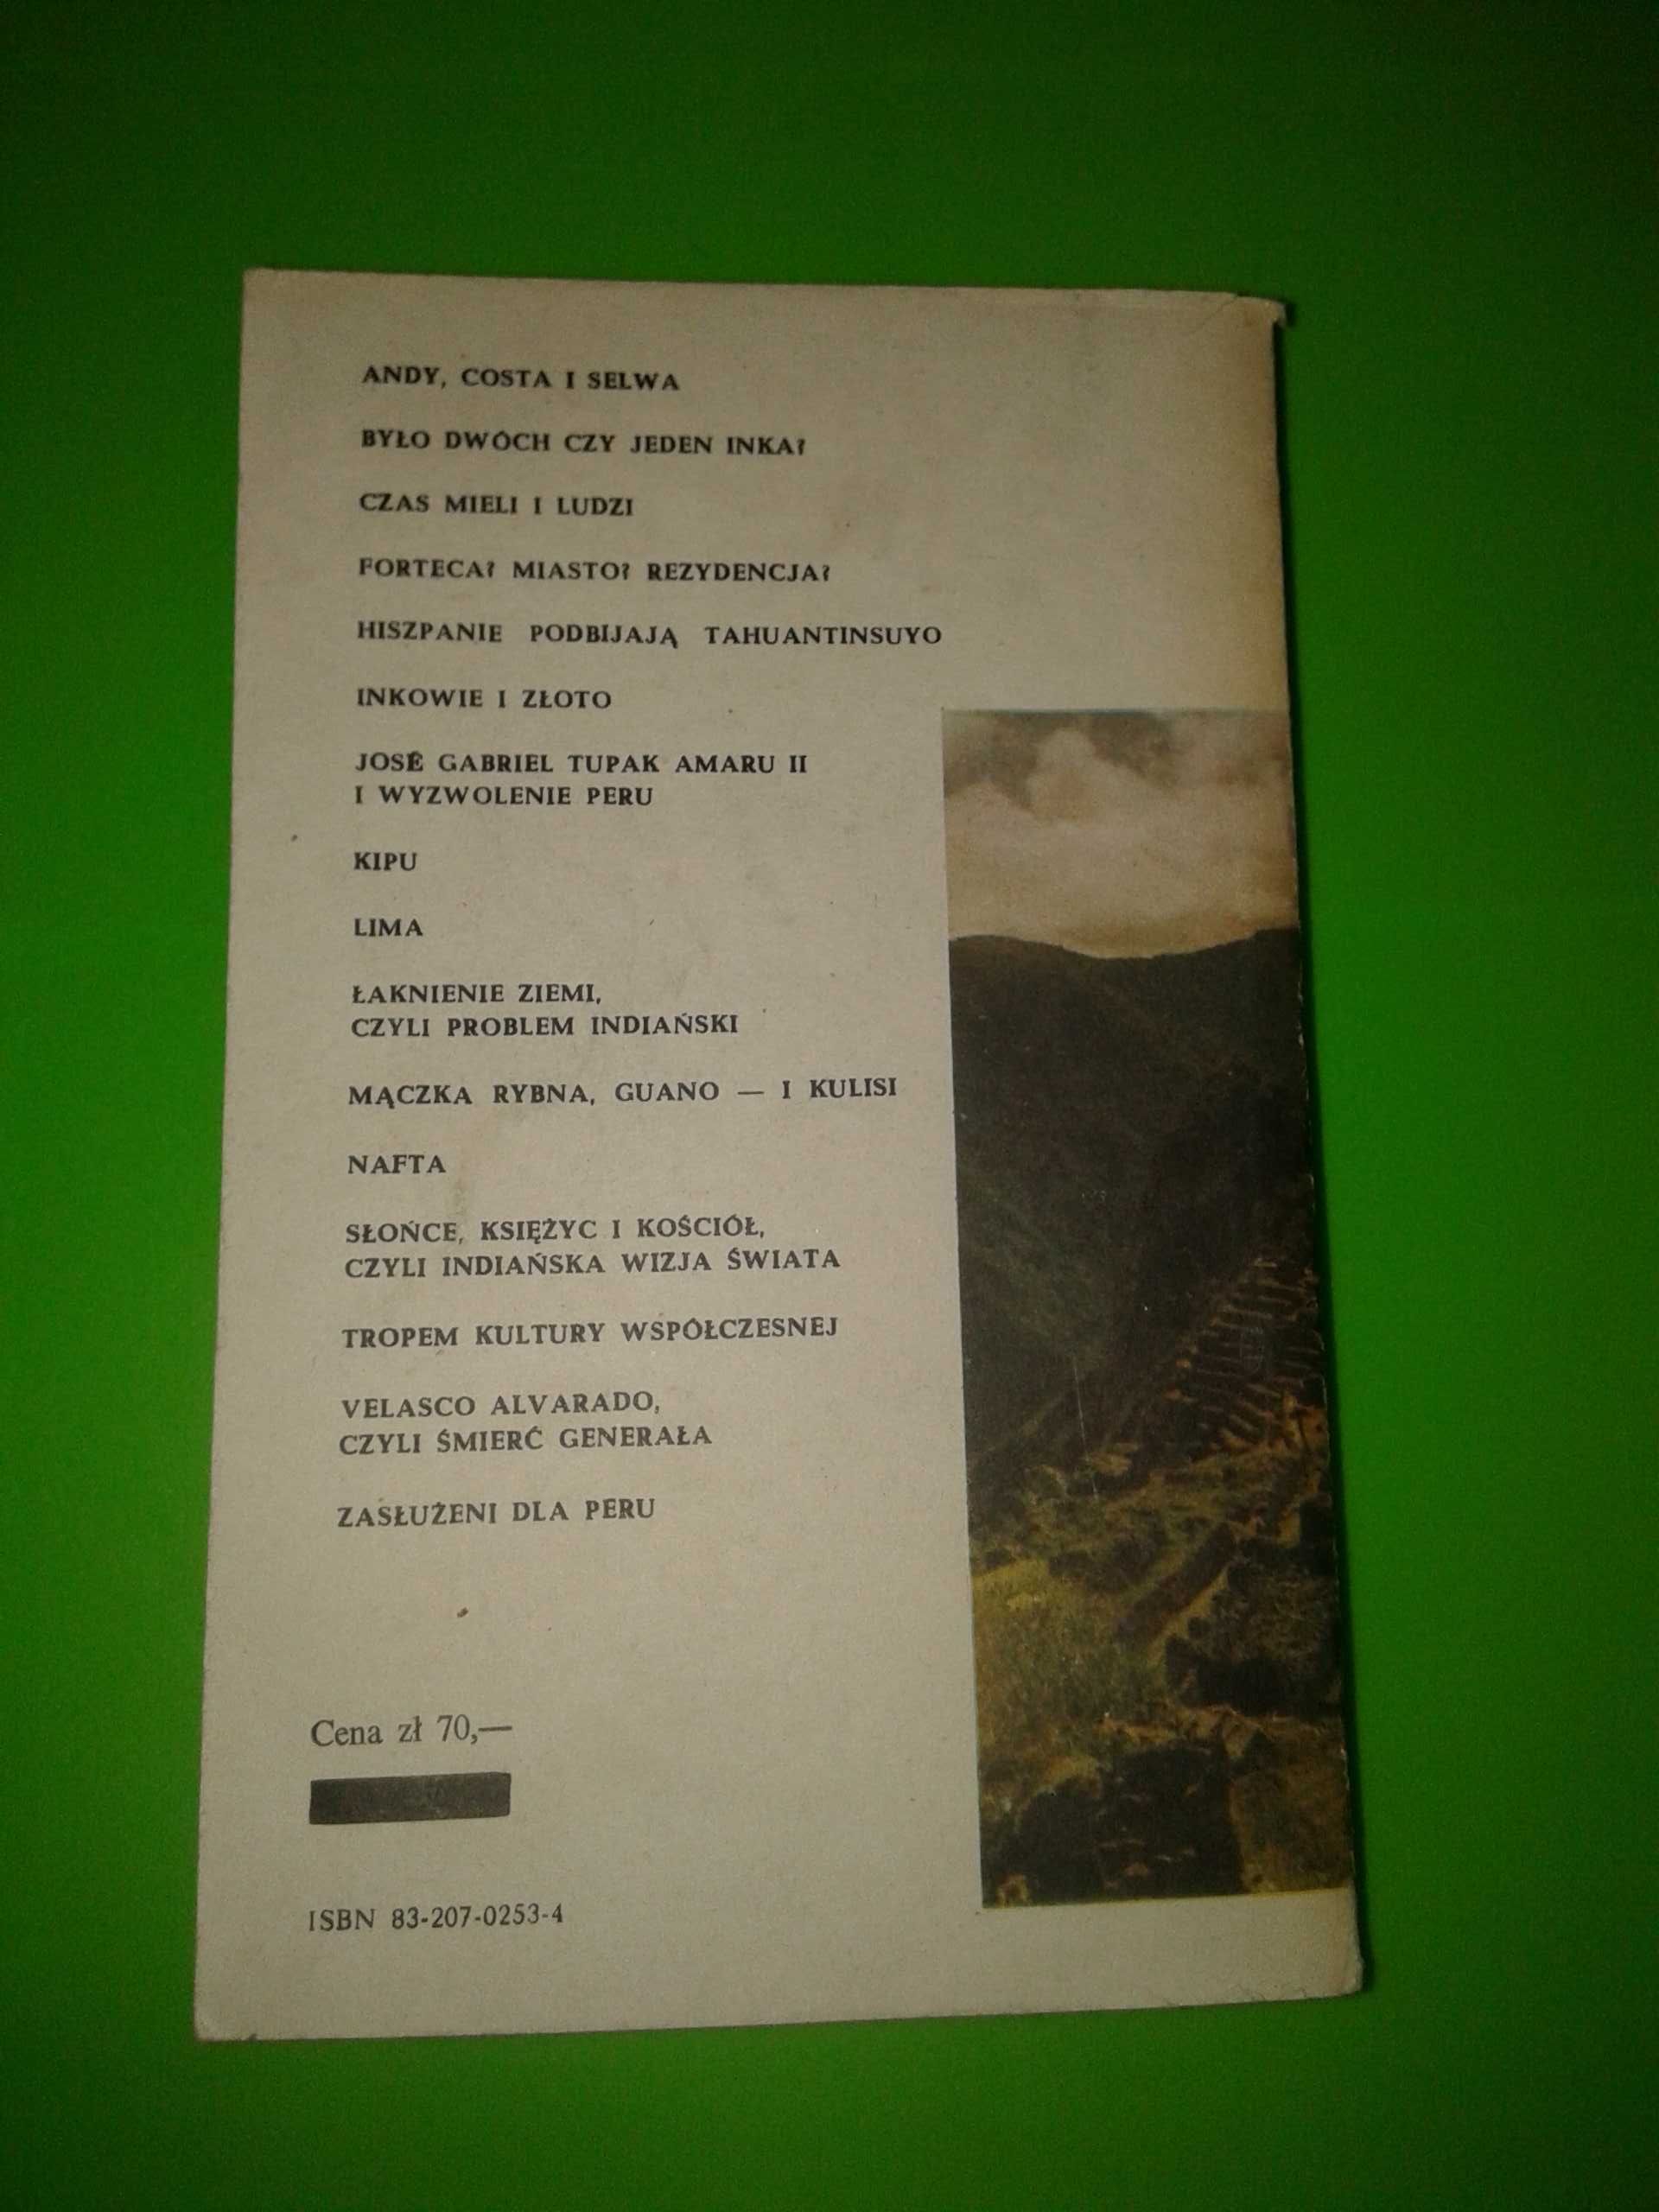 ANDY, COSTA I SELWA
BYŁO DWÓCH CZY JEDEN INKA?
CZAS MIELI I LUDZI
FORTECA? MIASTO? REZYDENCJA?
HISZPANIE PODBIJAJĄ TAHUANTINSUYO
INKOWIE I ZŁOTO
JOSÉ GABRIEL TUPAK AMARU II
I WYZWOLENIE PERU
KIPU
LIMA
ŁAKNIENIE ZIEMI,
CZYLI PROBLEM INDIAŃSKI
MĄCZKA RYBNA, GUANO — I KULISI
NAFTA
SŁOŃCE, KSIĘŻYC I KOŚCIÓŁ,
CZYLI INDIAŃSKA WIZJA ŚWIATA
TROPEM KULTURY WSPÓŁCZESNEJ
VELASCO ALVARADO,
CZYLI ŚMIERĆ GENERAŁA
ZASŁUŻENI DLA PERU
Cena zł 70,—
ISBN 83-207-0253-4